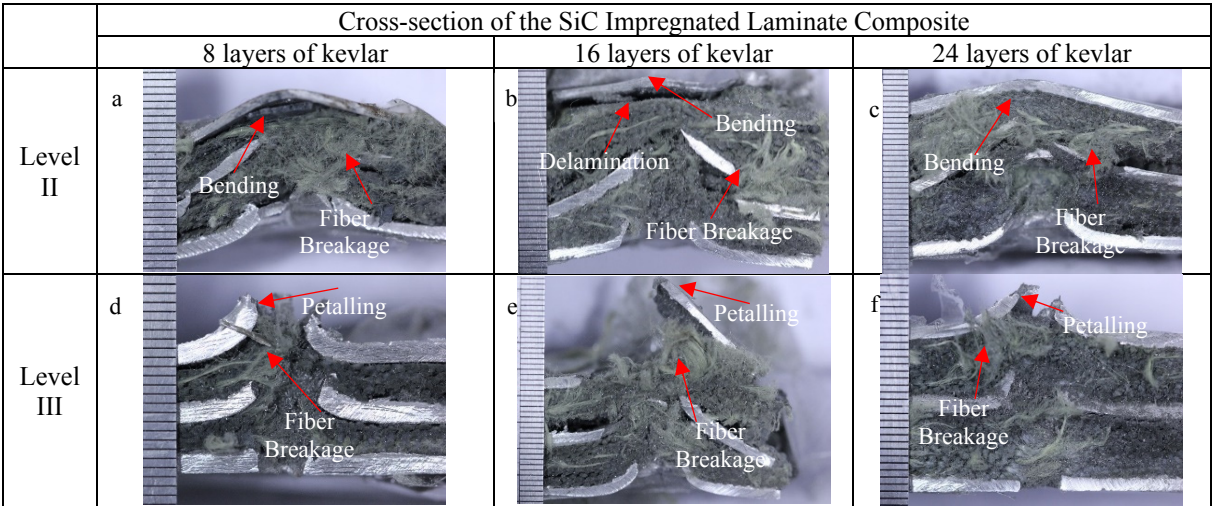 Cross-section of the SiC Impregnated Laminate Composite
8 layers of kevlar
16 layers of kevlar
24 layers of kevlar
Level
II
a
Bending
Fiber
Breakage
b
Bending
Delamination
Fiber Breakage
c
Bending
Fiber
Breakage
Level
III
d
Petalling
Fiber
Breakage
e
Petalling
Fiber
Breakage
f
Petalling
Fiber
Breakage